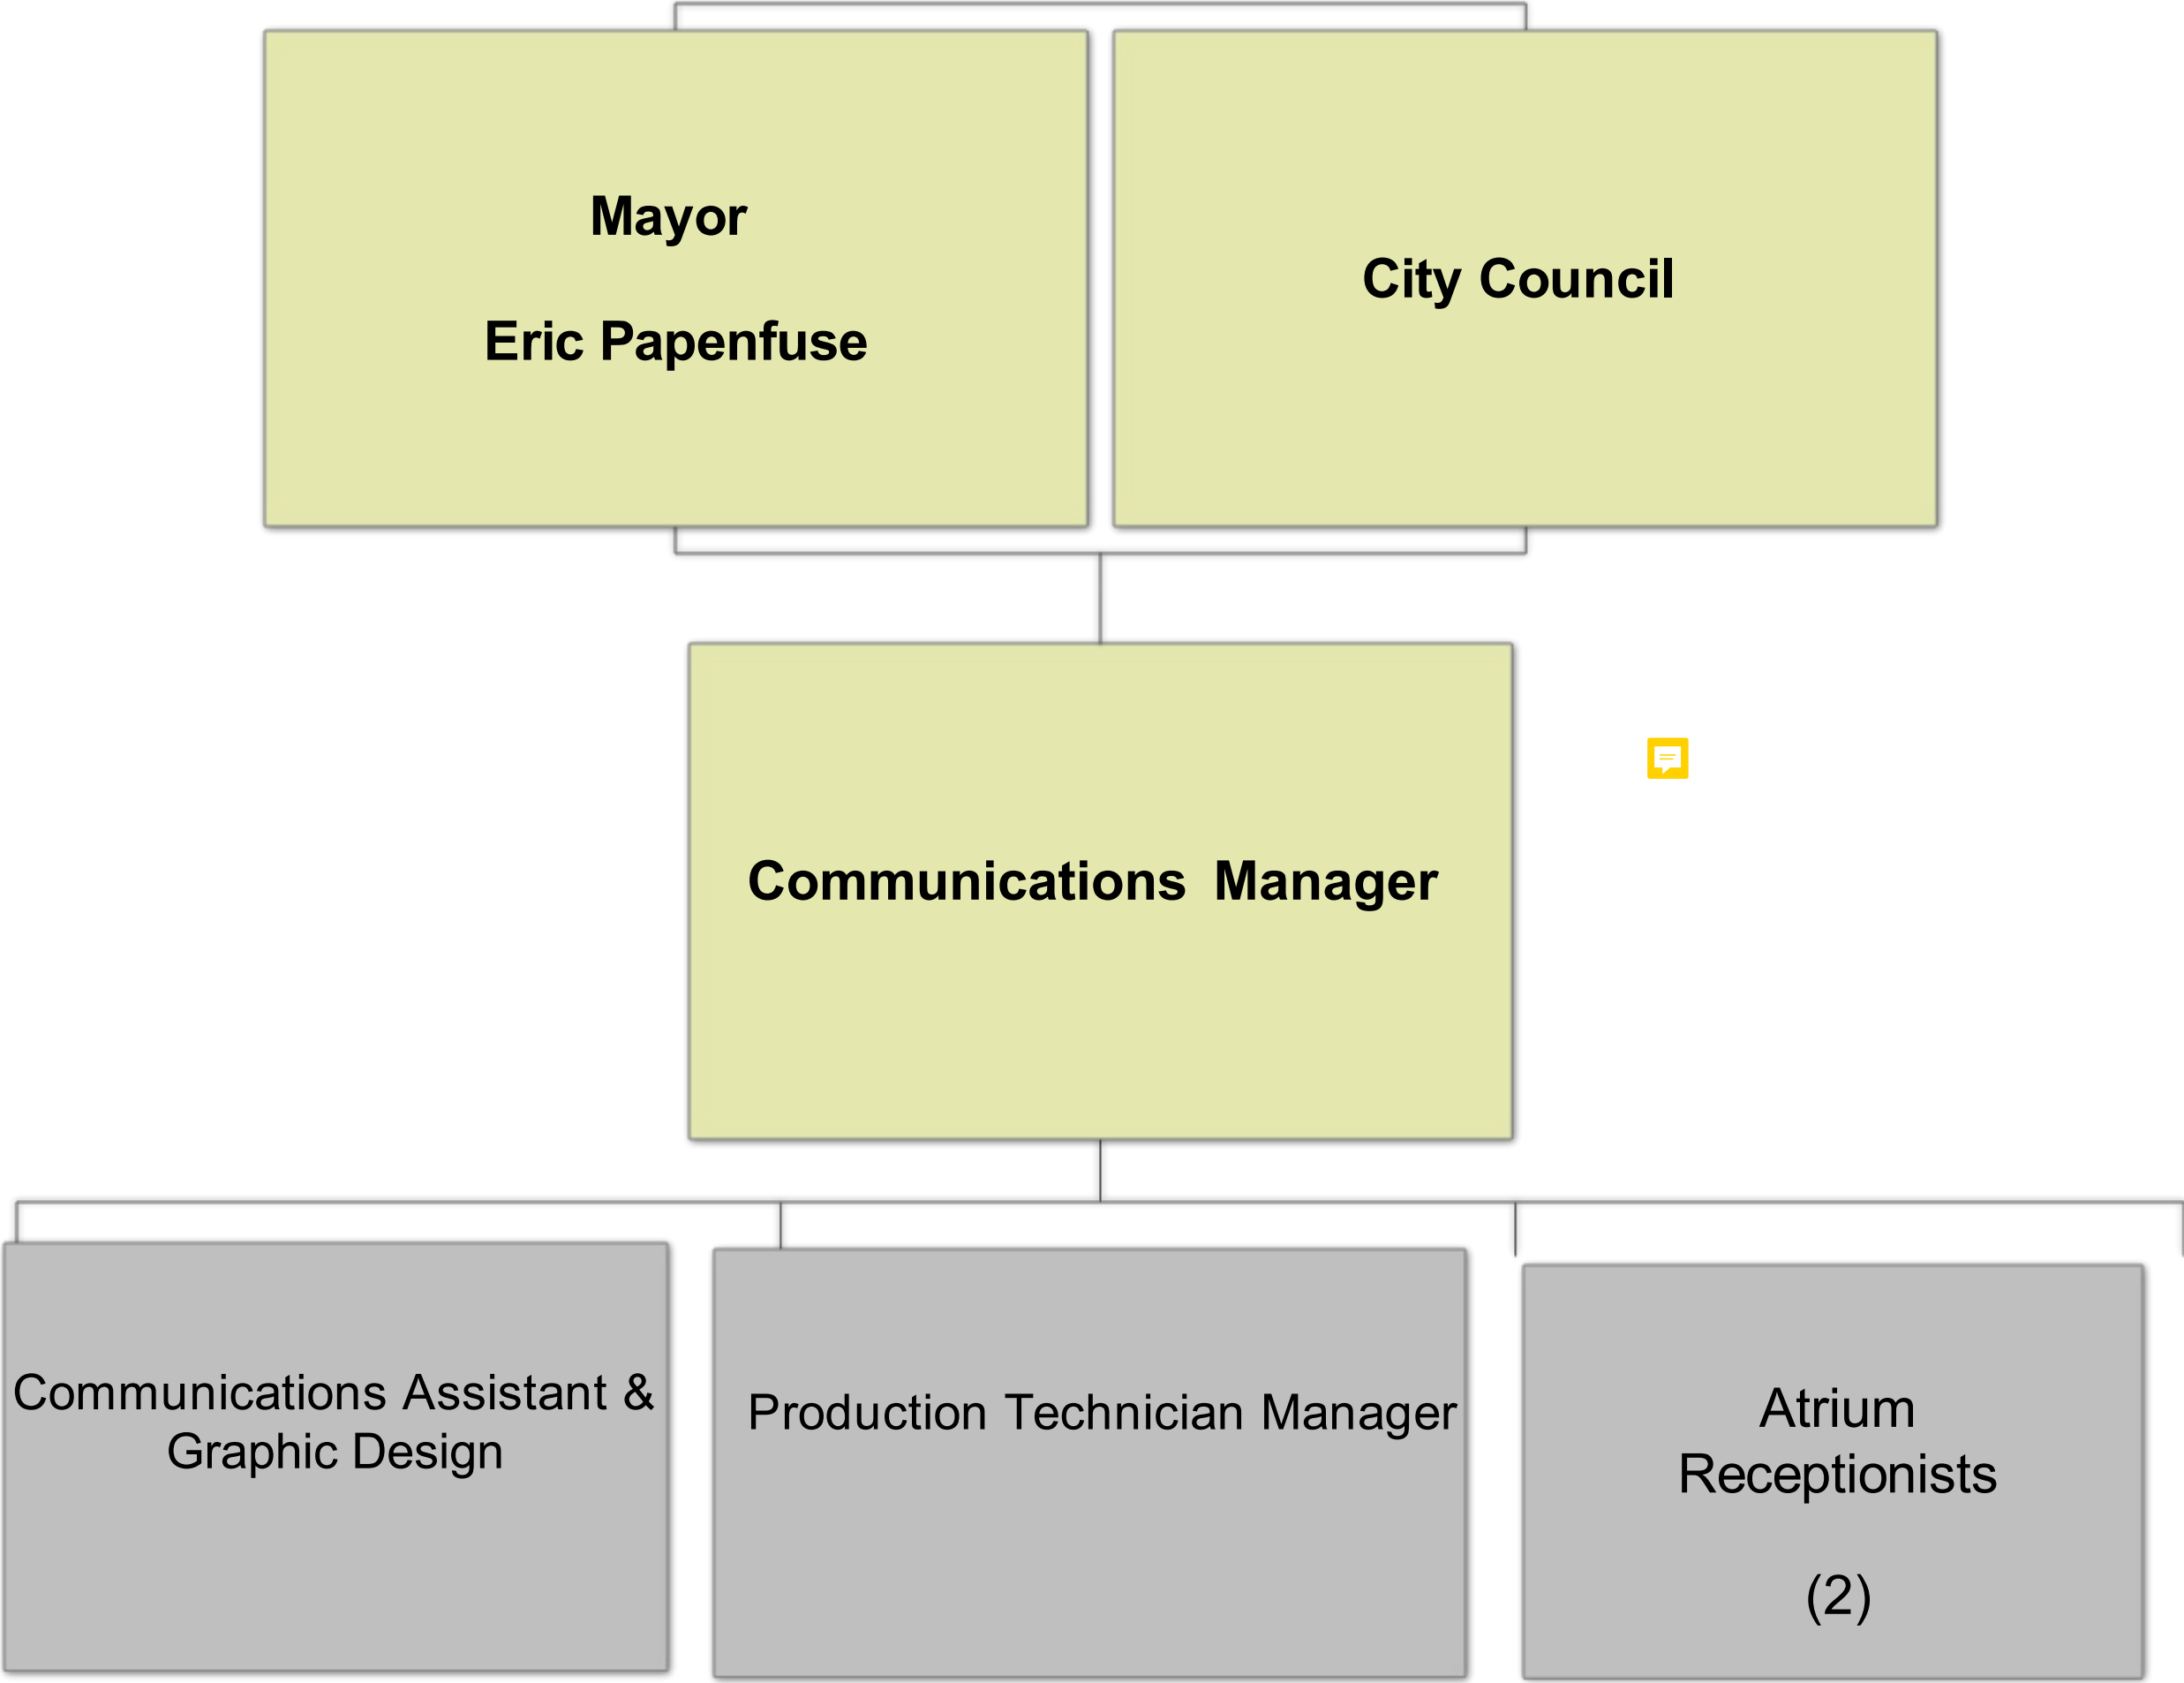 Mayor
Eric Papenfuse
City Council
Communications  Manager
Communications Assistant &
Graphic Design
Production Technician Manager
Atrium
Receptionists
(2)